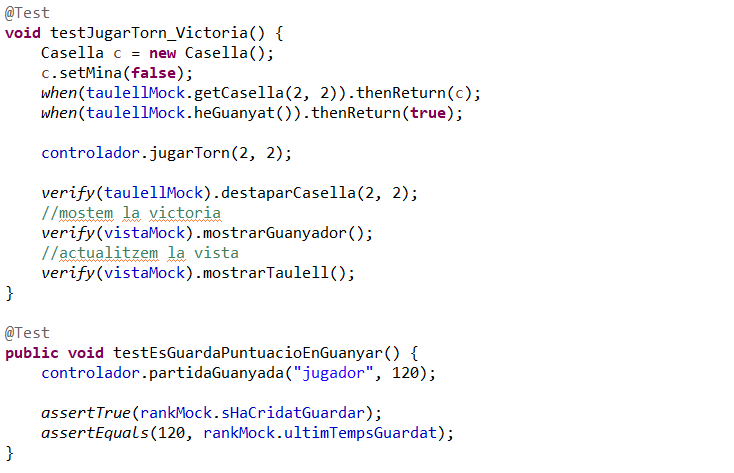 @Test
void testJugarTorn_Victoria() {
    Casella c = new Casella();
    c.setMina(false);
    when(taulellMock.getCasella(2, 2)).thenReturn(c);
    when(taulellMock.heGuanyat()).thenReturn(true);

    controlador.jugarTorn(2, 2);

    verify(taulellMock).destaparCasella(2, 2);
    //mostem la victoria
    verify(vistaMock).mostrarGuanyador();
    //actualitzem la vista
    verify(vistaMock).mostrarTaulell();
}

@Test
public void testEsGuardaPuntuacioEnGuanyar() {
    controlador.partidaGuanyada("jugador", 120);

    assertTrue(rankMock.sHaCridatGuardar);
    assertEquals(120, rankMock.ultimTempsGuardat);
}